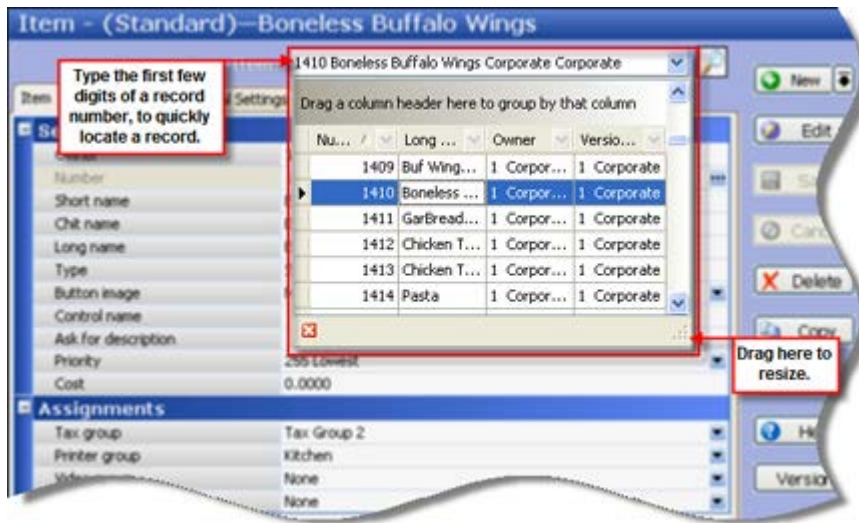 Item - (Standard)—Boneless Buffalo Wings
Type the first few
digits of a record
number, to quickly
locate a record.
1410 Boneless Buffalo Wings Corporate Corporate
New
Item
Settings
Drag a column header here to group by that column
Edit
Nu... Long ... Owner Versio...
1409 Buf Wing... 1 Corpor... 1 Corporate
Number
1410 Boneless ... 1 Corpor... 1 Corporate
Short name
1411 GarBread... 1 Corpor... 1 Corporate
Chit name
1412 Chicken T... 1 Corpor... 1 Corporate
Long name
Type
1413 Chicken T... 1 Corpor... 1 Corporate
Delete
Button image
1414 Pasta 1 Corpor... 1 Corporate
Control name
Ask for description
Copy
Drag here to
resize.
Priority 255 Lowest
Cost 0.0000
Assignments
Tax group Tax Group 2
Printer group Kitchen
None
None